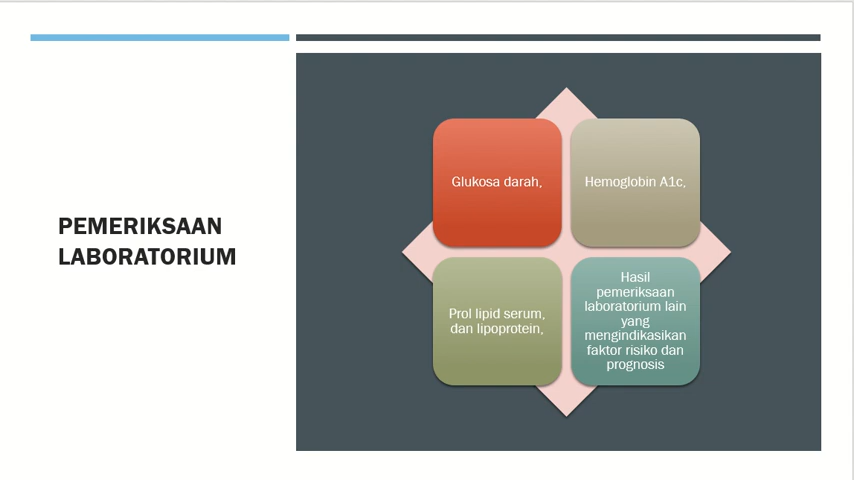 PEMERIKSAAN
LABORATORIUM
Glukosa darah,
Hemoglobin A1c,
Prol lipid serum,
dan lipoprotein,
Hasil
pemeriksaan
laboratorium lain
yang
mengindikasikan
faktor risiko dan
prognosis